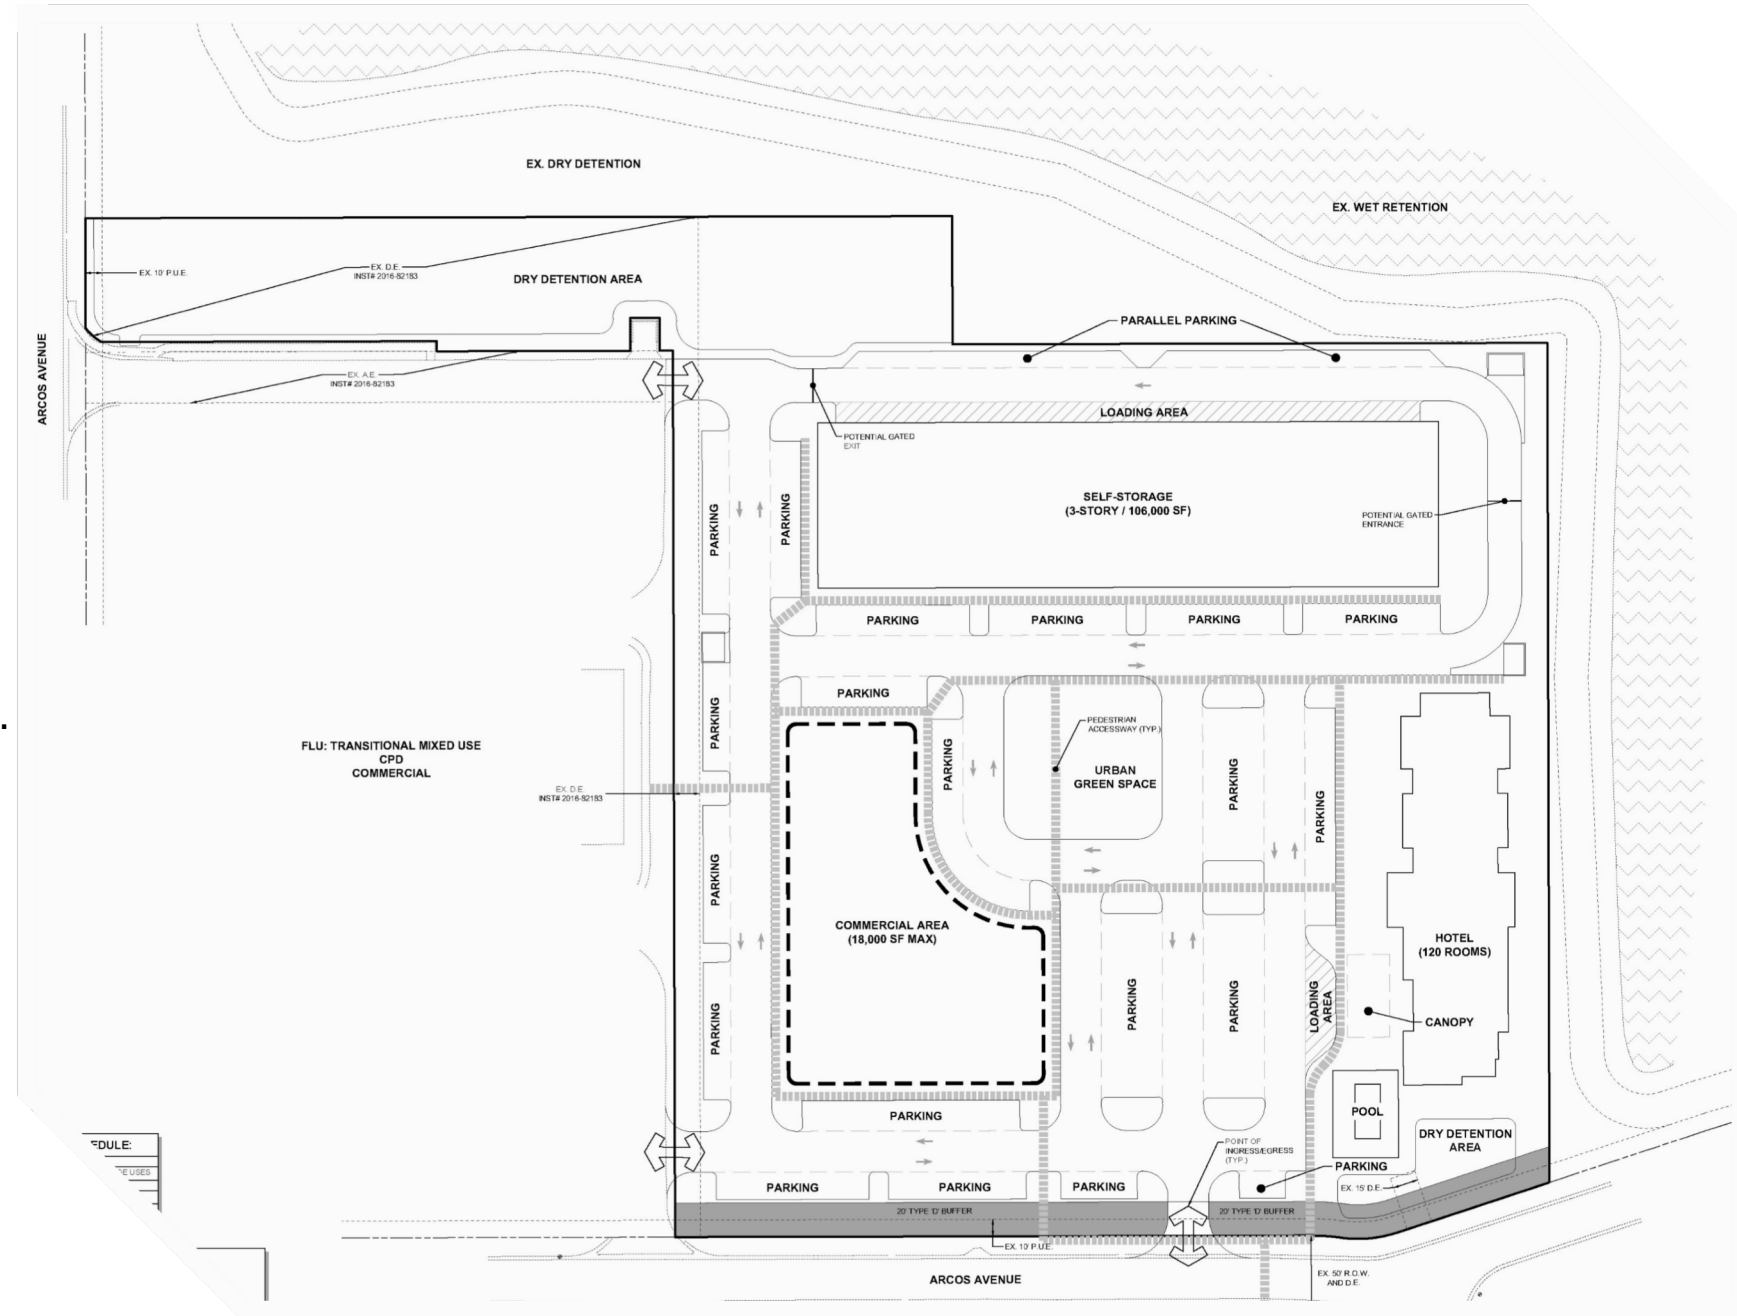 EX. DRY DETENTION
EX. WET RETENTION
EX. 10' P.U.E.
EX. D.E.
INST# 2016-82183
DRY DETENTION AREA
PARALLEL PARKING
ARCOS AVENUE
EX. A.E.
INST# 2016-82183
LOADING AREA
POTENTIAL GATED
EXIT
SELF-STORAGE
(3-STORY / 106,000 SF)
POTENTIAL GATED
ENTRANCE
PARKING
PARKING
PARKING
PARKING
PARKING
PARKING
PARKING
PARKING
PARKING
PEDESTRIAN
ACCESSWAY (TYP.)
FLU: TRANSITIONAL MIXED USE
CPD
COMMERCIAL
URBAN
GREEN SPACE
PARKING
PARKING
PARKING
EX. D.E.
INST# 2016-82183
PARKING
COMMERCIAL AREA
(18,000 SF MAX)
HOTEL
(120 ROOMS)
PARKING
PARKING
PARKING
LOADING
AREA
CANOPY
PARKING
POOL
DRY DETENTION
AREA
EDULE:
USES
POINT OF
INGRESS/EGRESS
(TYP.)
PARKING
PARKING
PARKING
PARKING
EX. 15' D.E.
20' TYPE 'D' BUFFER
20' TYPE 'D' BUFFER
EX. 10' P.U.E.
ARCOS AVENUE
EX. 50' R.O.W.
AND D.E.